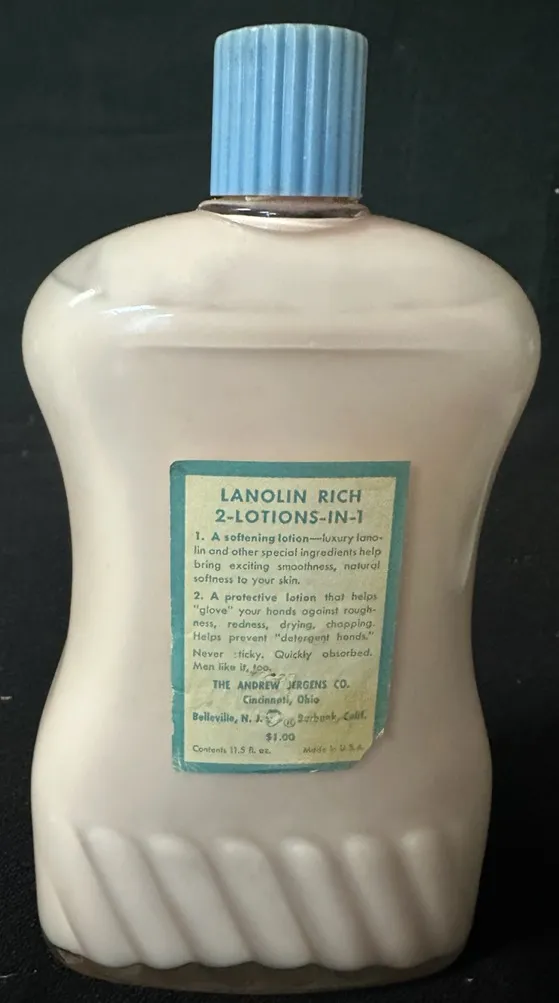 LANOLIN RICH
2-LOTIONS-IN-1
1. A softening lotion—luxury lano-
lin and other special ingredients help
bring exciting smoothness, natural
softness to your skin.
2. A protective lotion that helps
"glove" your hands against rough-
ness, redness, drying, chapping.
Helps prevent "detergent hands."
Never sticky. Quickly absorbed.
Men like it, too.
THE ANDREW JERGENS CO.
Cincinnati, Ohio
Belleville, N. J. Burbank, Calif.
$1.00
Contents 11.5 fl. oz. Made in U.S.A.